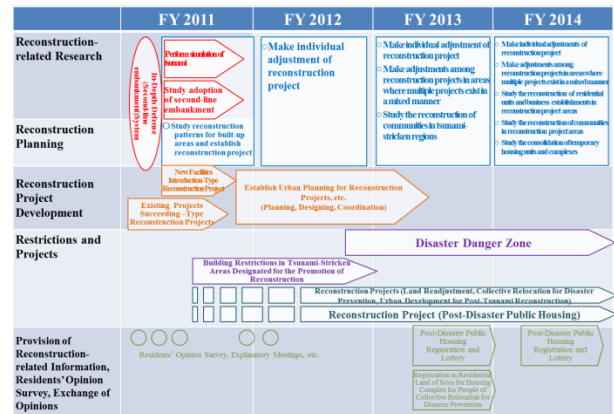 FY 2011
FY 2012
FY 2013
FY 2014
Reconstruction-
related Research
In-Depth Defense
(Second-line
embankment)System
Perform simulation of
tsunami
Study adoption of
second-line
embankment
○Make individual
adjustment of
reconstruction
project
○Make individual adjustment of
reconstruction project
○Make adjustments among
reconstruction projects in areas
where multiple projects exist in
a mixed manner
○Study the reconstruction of
communities in tsunami-
stricken regions
○Make individual adjustments of
reconstruction project
○Make adjustments among
reconstruction projects in areas where
multiple projects exist in a mixed manner
○Study the reconstruction of residential
units and business establishments in
reconstruction project areas
○Study the reconstruction of communities
in reconstruction project areas
○Study the consolidation of temporary
housing units and complexes
Reconstruction
Planning
○Study reconstruction
patterns for built up
areas and establish
reconstruction project
Reconstruction
Project
Development
New Facilities
Introduction-Type
Reconstruction Project
Existing Projects
Succeeding –Type
Reconstruction Projects
Establish Urban Planning for Reconstruction
Projects, etc.
(Planning, Designing, Coordination)
Restrictions and
Projects
Disaster Danger Zone
Building Restrictions in Tsunami-Stricken
Areas Designated for the Promotion of
Reconstruction
Reconstruction Projects (Land Readjustment, Collective Relocation for Disaster
Prevention, Urban Development for Post-Tsunami Reconstruction)
Reconstruction Project (Post-Disaster Public Housing)
Provision of
Reconstruction-
related Information,
Residents'Opinion
Survey, Exchange of
Opinions
Residents' Opinion Survey, Explanatory Meetings, etc.
Post-Disaster Public
Housing
Registration and
Lottery
Post-Disaster Public
Housing
Registration and
Lottery
Registration as Residential
Land of Sites for Housing
Complex for People of
Collective Relocation for
Disaster Prevention